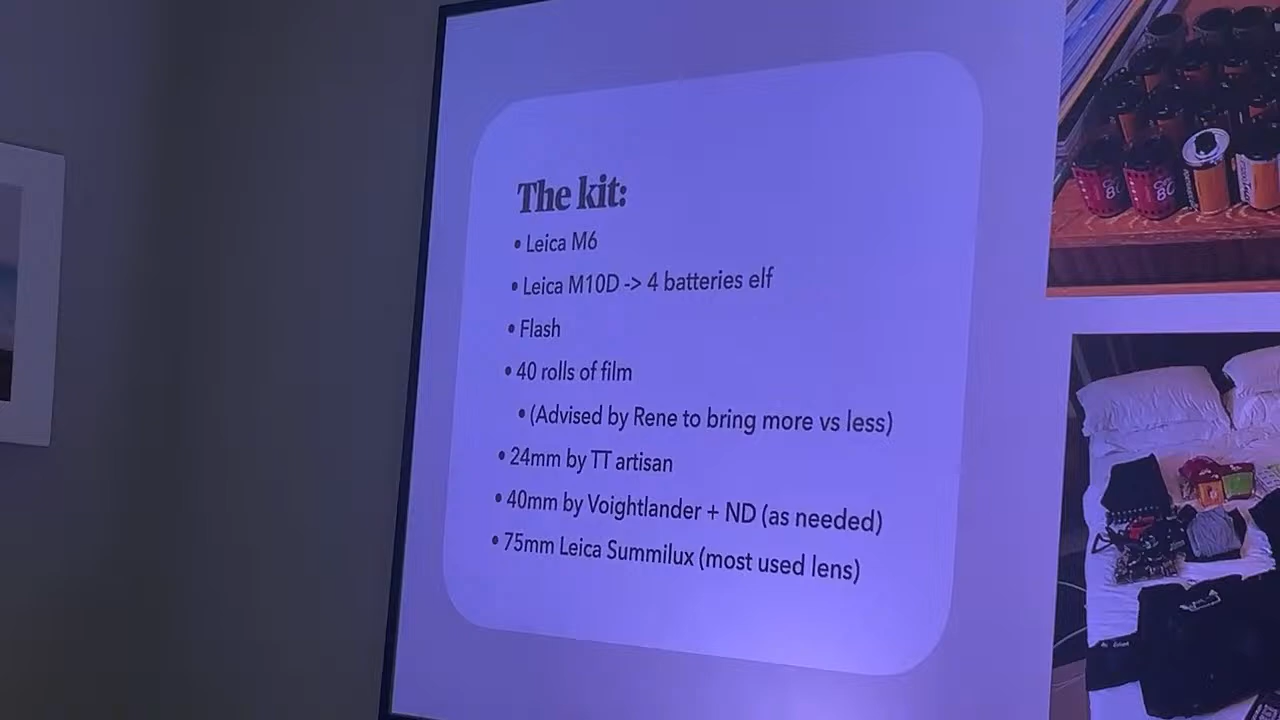 The kit:
• Leica M6
• Leica M10D -> 4 batteries elf
• Flash
• 40 rolls of film
• (Advised by Rene to bring more vs less)
• 24mm by TT artisan
• 40mm by Voightlander + ND (as needed)
• 75mm Leica Summilux (most used lens)